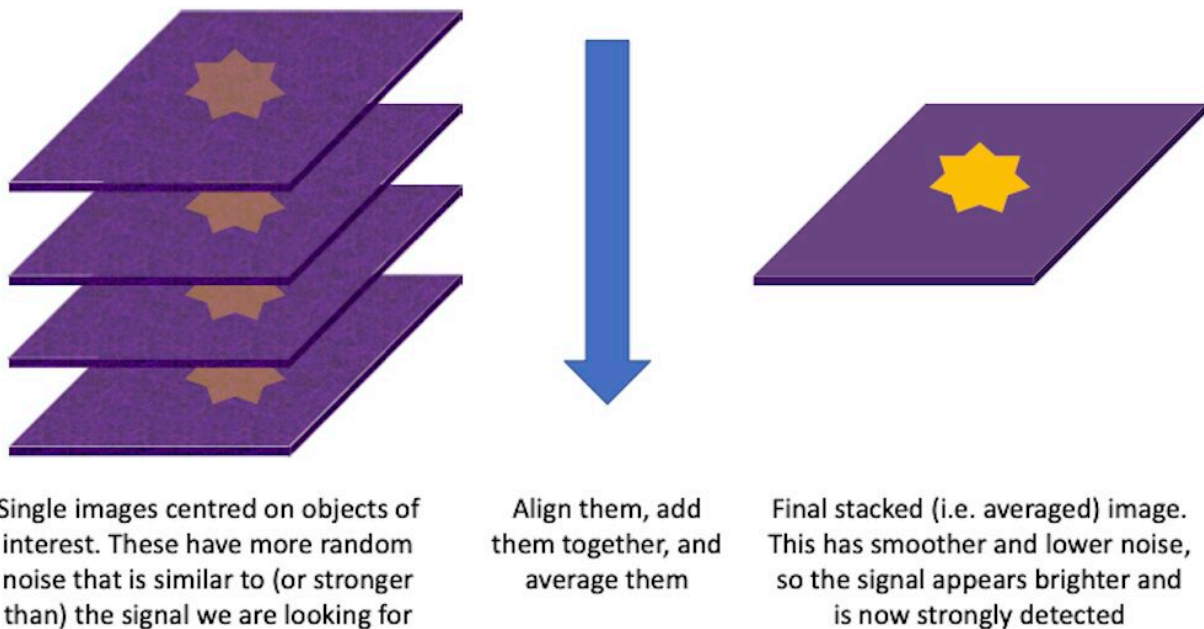 Single images centred on objects of
interest. These have more random
noise that is similar to (or stronger
than) the signal we are looking for
Align them, add
them together, and
average them
Final stacked (i.e. averaged) image.
This has smoother and lower noise,
so the signal appears brighter and
is now strongly detected